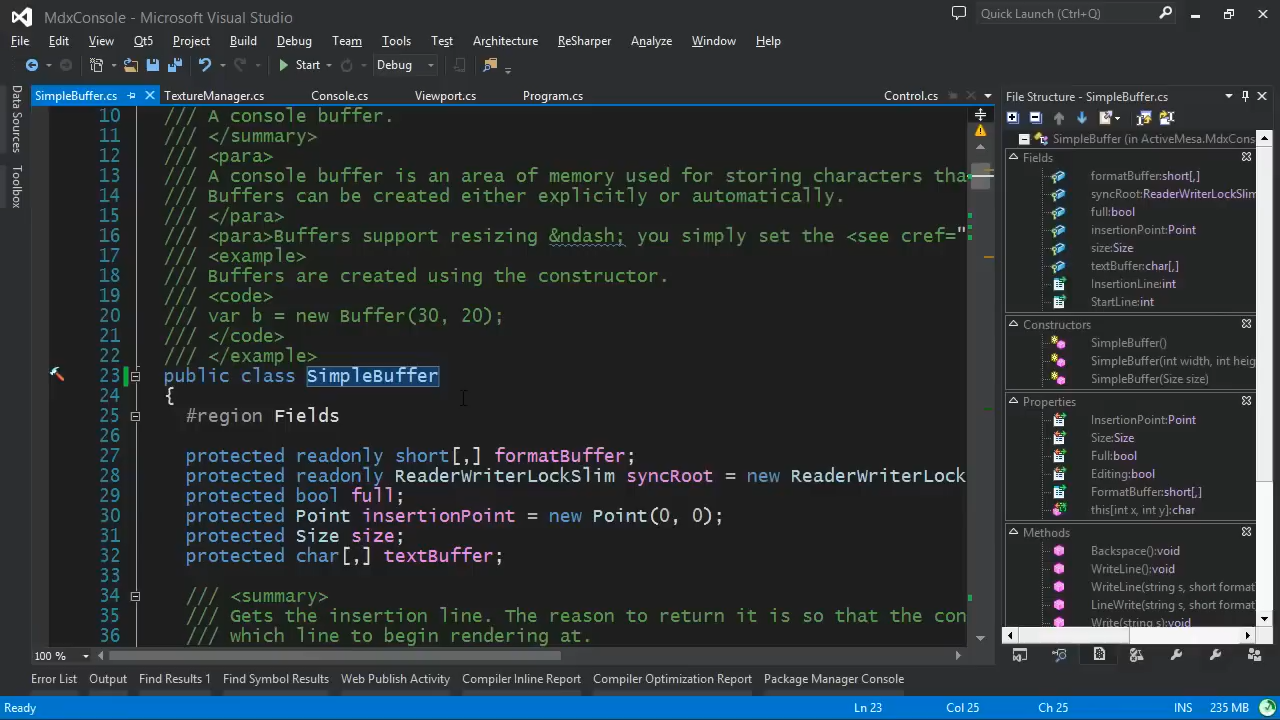 MdxConsole - Microsoft Visual Studio
Quick Launch (Ctrl+Q)
File Edit View Qt5 Project Build Debug Team Tools Test Architecture ReSharper Analyze Window Help
Start Debug
SimpleBuffer.cs TextureManager.cs Console.cs Viewport.cs Program.cs Control.cs
Data Sources
Toolbox
10 /// A console buffer.
11 /// </summary>
12 /// <para>
13 /// A console buffer is an area of memory used for storing characters tha
14 /// Buffers can be created either explicitly or automatically.
15 /// </para>
16 /// <para>Buffers support resizing &ndash; you simply set the <see cref="
17 /// <example>
18 /// Buffers are created using the constructor.
19 /// <code>
20 /// var b = new Buffer(30, 20);
21 /// </code>
22 /// </example>
23 public class SimpleBuffer
24 {
25 #region Fields
26
27 protected readonly short[,] formatBuffer;
28 protected readonly ReaderWriterLockSlim syncRoot = new ReaderWriterLock
29 protected bool full;
30 protected Point insertionPoint = new Point(0, 0);
31 protected Size size;
32 protected char[,] textBuffer;
33
34 /// <summary>
35 /// Gets the insertion line. The reason to return it is so that the con
36 /// which line to begin rendering at.
100 %
File Structure - SimpleBuffer.cs
SimpleBuffer (in ActiveMesa.MdxCons
Fields
formatBuffer:short[,]
syncRoot:ReaderWriterLockSlim
full:bool
insertionPoint:Point
size:Size
textBuffer:char[,]
InsertionLine:int
StartLine:int
Constructors
SimpleBuffer()
SimpleBuffer(int width, int heig
SimpleBuffer(Size size)
Properties
InsertionPoint:Point
Size:Size
Full:bool
Editing:bool
FormatBuffer:short[,]
this[int x, int y]:char
Methods
Backspace():void
WriteLine():void
WriteLine(string s, short format
LineWrite(string s, short format
Write(string s):void
Error List Output Find Results 1 Find Symbol Results Web Publish Activity Compiler Inline Report Compiler Optimization Report Package Manager Console
Ready Ln 23 Col 25 Ch 25 INS 235 MB